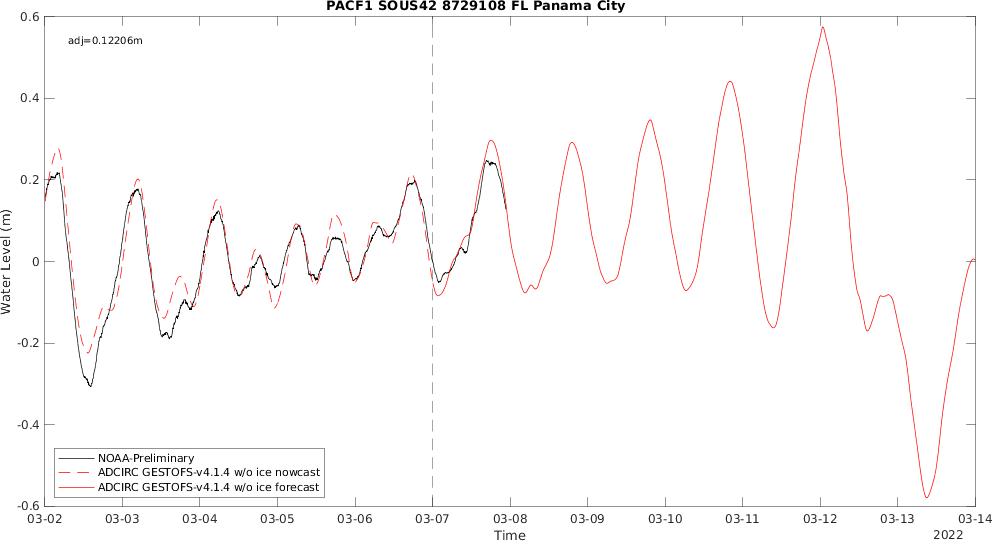 PACF1 SOUS42 8729108 FL Panama City
adj=0.12206m
0.6
0.4
0.2
0
-0.2
-0.4
-0.6
Water Level (m)
NOAA-Preliminary
ADCIRC GESTOFS-v4.1.4 w/o ice nowcast
ADCIRC GESTOFS-v4.1.4 w/o ice forecast
03-02 03-03 03-04 03-05 03-06 03-07 03-08 03-09 03-10 03-11 03-12 03-13 03-14
Time
2022